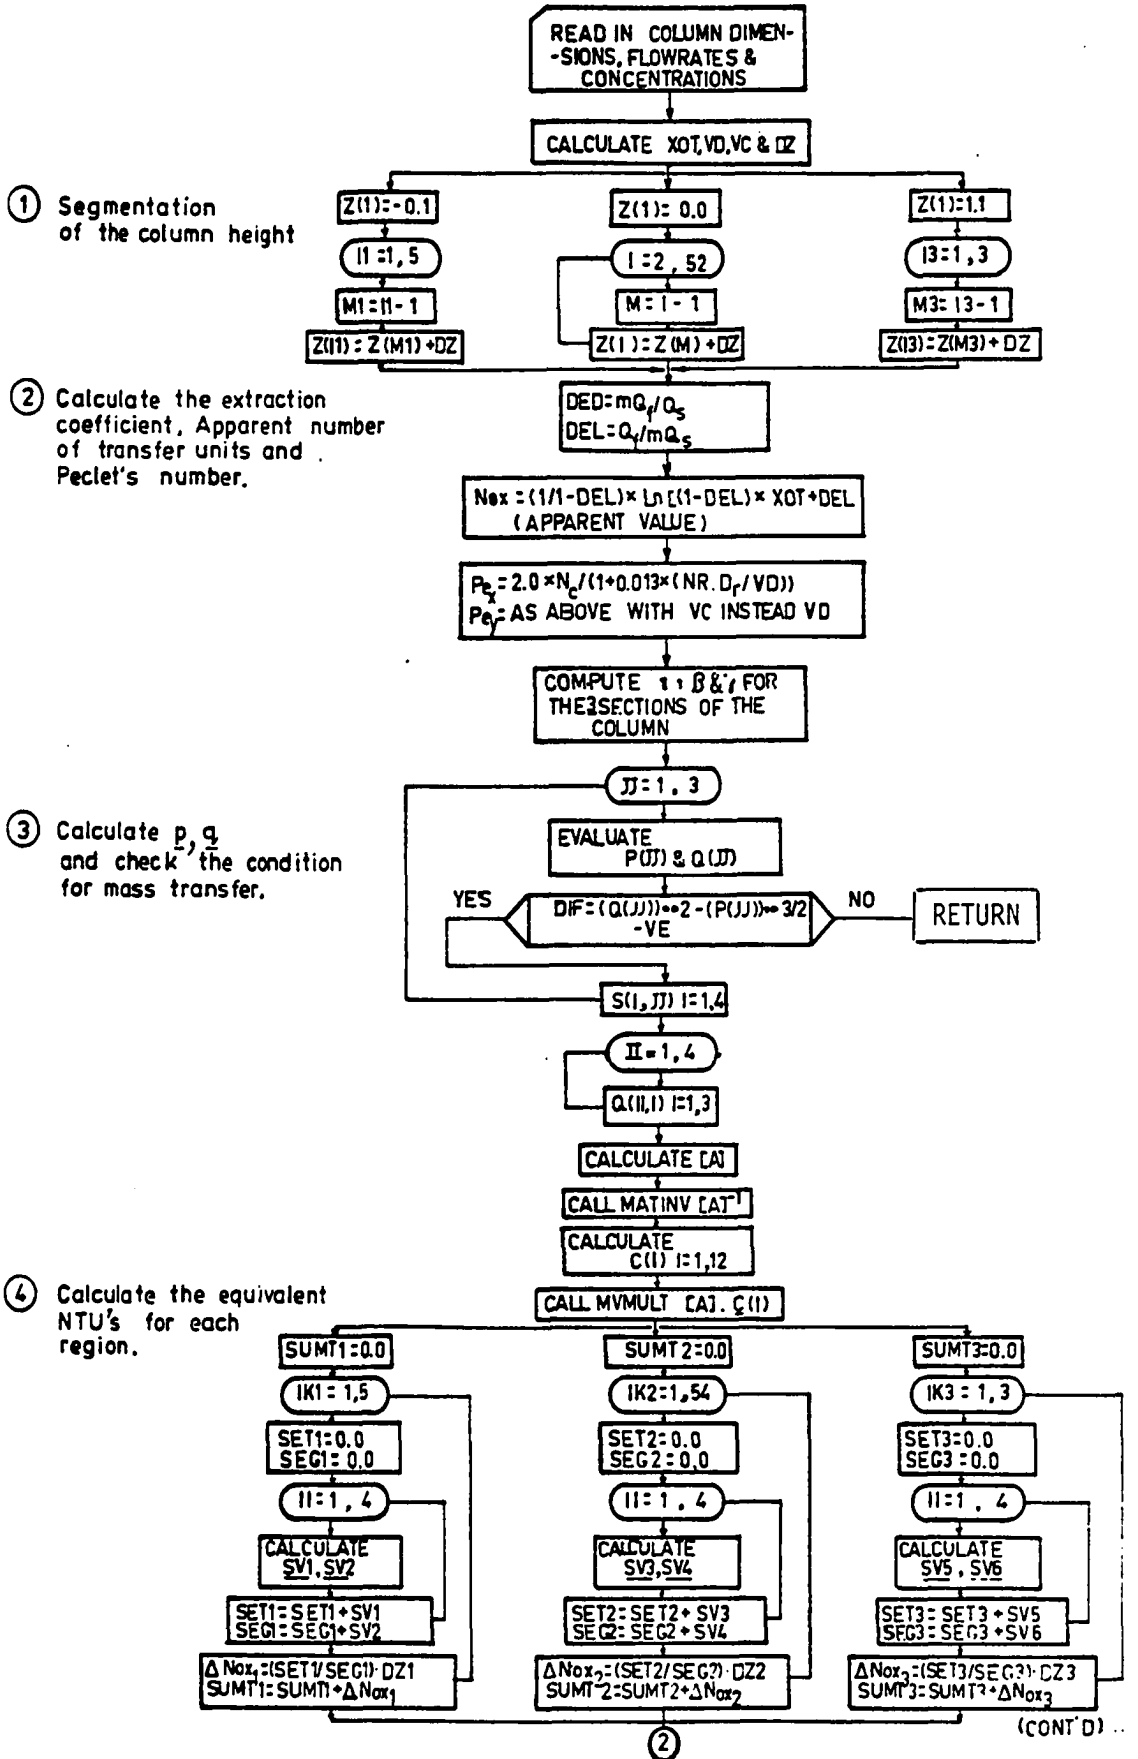 READ IN COLUMN DIMEN-
-SIONS, FLOWRATES &
CONCENTRATIONS
CALCULATE XOT,VD,VC & DZ
① Segmentation
of the column height
Z(1)=-0.1
I1=1,5
M1=I1-1
Z(I1)=Z(M1)+DZ
Z(1)=0.0
I=2,52
M=I-1
Z(I)=Z(M)+DZ
Z(1)=1.1
I3=1,3
M3=I3-1
Z(I3)=Z(M3)+DZ
② Calculate the extraction
coefficient, Apparent number
of transfer units and
Peclet's number.
DED=mQf/Qs
DEL=Qf/mQs
Nox=(1/1-DEL)× Ln[(1-DEL)× XOT+DEL
(APPARENT VALUE)
Pex=2.0×Nc/(1+0.013×(NR.Dr/VD))
Pey=AS ABOVE WITH VC INSTEAD VD
COMPUTE β & FOR
THE 3 SECTIONS OF THE
COLUMN
JJ=1,3
③ Calculate p,q
and check the condition
for mass transfer.
EVALUATE
P(JJ) & Q(JJ)
YES
DIF=(Q(JJ))**2-(P(JJ))**3/2
-VE
NO
RETURN
S(I,JJ) I=1,4
II=1,4
Q(II,I) I=1,3
CALCULATE [A]
CALL MATINV [A]⁻¹
CALCULATE
C(I) I=1,12
CALL MVMULT [A].C(I)
④ Calculate the equivalent
NTU's for each
region.
SUMT1=0.0
IK1=1,5
SET1=0.0
SEG1=0.0
II=1,4
CALCULATE
SV1,SV2
SET1=SET1+SV1
SEG1=SEG1+SV2
ΔNox1=(SET1/SEG1)·DZ1
SUMT1=SUMT1+ΔNox1
SUMT2=0.0
IK2=1,54
SET2=0.0
SEG2=0.0
II=1,4
CALCULATE
SV3,SV4
SET2=SET2+SV3
SEG2=SEG2+SV4
ΔNox2=(SET2/SEG2)·DZ2
SUMT2=SUMT2+ΔNox2
SUMT3=0.0
IK3=1,3
SET3=0.0
SEG3=0.0
II=1,4
CALCULATE
SV5,SV6
SET3=SET3+SV5
SEG3=SEG3+SV6
ΔNox3=(SET3/SEG3)·DZ3
SUMT3=SUMT3+ΔNox3
②
(CONT'D)..